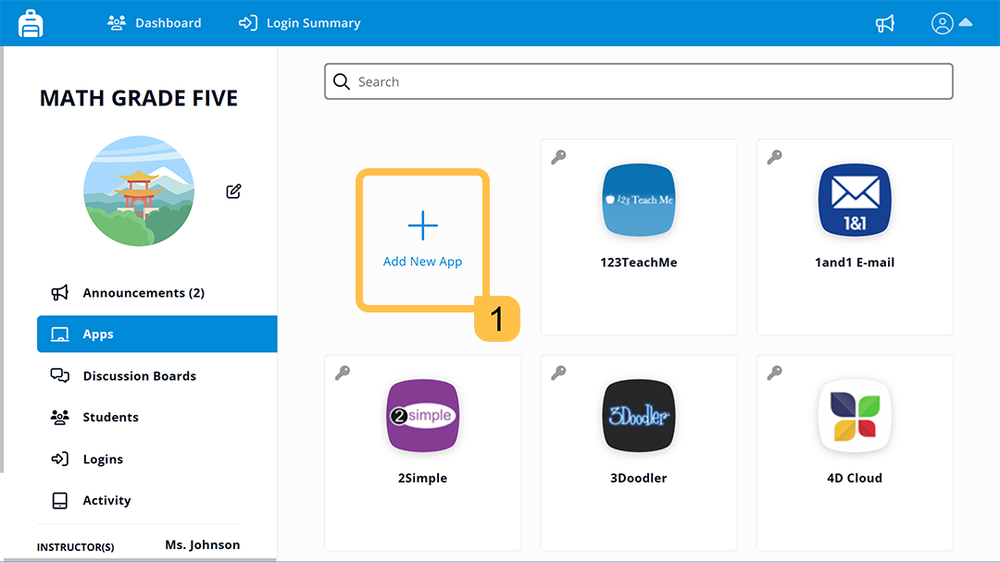 Dashboard
Login Summary
MATH GRADE FIVE
Announcements (2)
Apps
Discussion Boards
Students
Logins
Activity
INSTRUCTOR(S)
Ms. Johnson
Search
Add New App
1
123 Teach Me
123TeachMe
1&1
1and1 E-mail
2simple
2Simple
3Doodler
3Doodler
4D Cloud